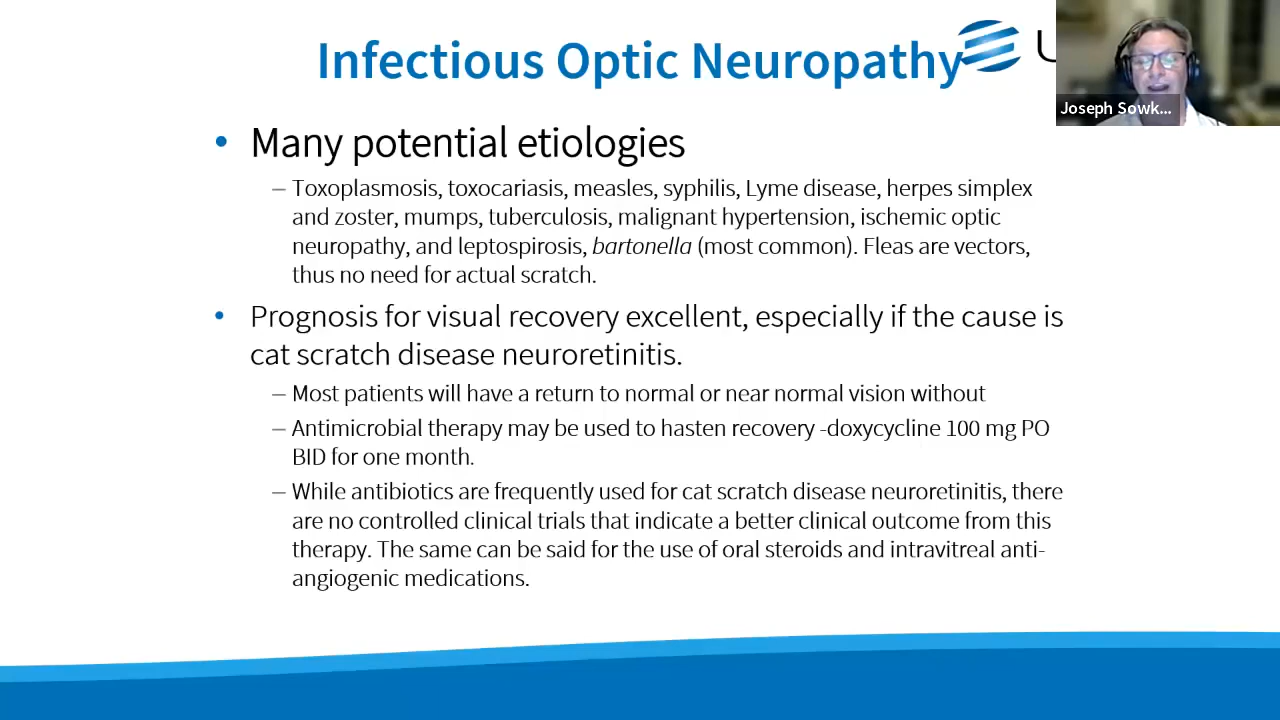 Infectious Optic Neuropathy
U
Joseph Sowk...
• Many potential etiologies
– Toxoplasmosis, toxocariasis, measles, syphilis, Lyme disease, herpes simplex
and zoster, mumps, tuberculosis, malignant hypertension, ischemic optic
neuropathy, and leptospirosis, bartonella (most common). Fleas are vectors,
thus no need for actual scratch.
• Prognosis for visual recovery excellent, especially if the cause is
cat scratch disease neuroretinitis.
– Most patients will have a return to normal or near normal vision without
– Antimicrobial therapy may be used to hasten recovery -doxycycline 100 mg PO
BID for one month.
– While antibiotics are frequently used for cat scratch disease neuroretinitis, there
are no controlled clinical trials that indicate a better clinical outcome from this
therapy. The same can be said for the use of oral steroids and intravitreal anti-
angiogenic medications.